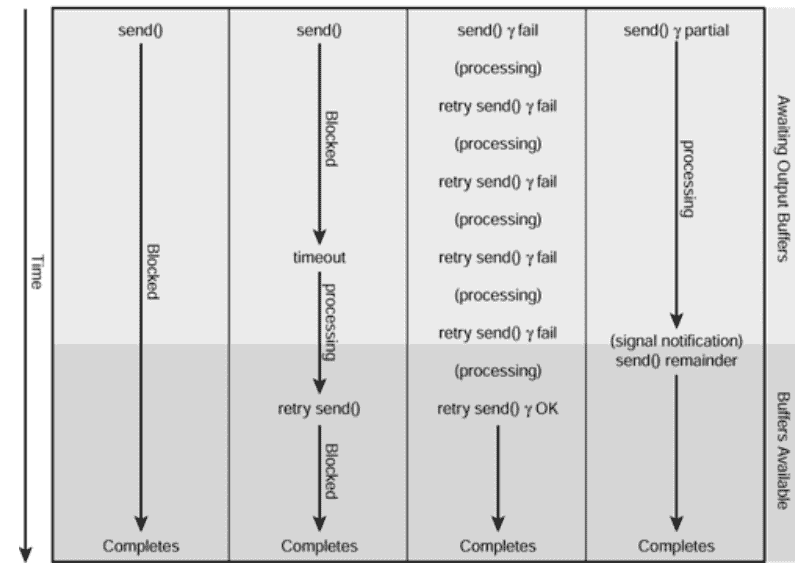 Time
send()
Blocked
Completes
send()
Blocked
timeout
processing
retry send()
Blocked
Completes
send() γ fail
(processing)
retry send() γ fail
(processing)
retry send() γ fail
(processing)
retry send() γ fail
(processing)
retry send() γ fail
(processing)
retry send() γ OK
Completes
send() γ partial
processing
(signal notification)
send() remainder
Completes
Awaiting Output Buffers
Buffers Available